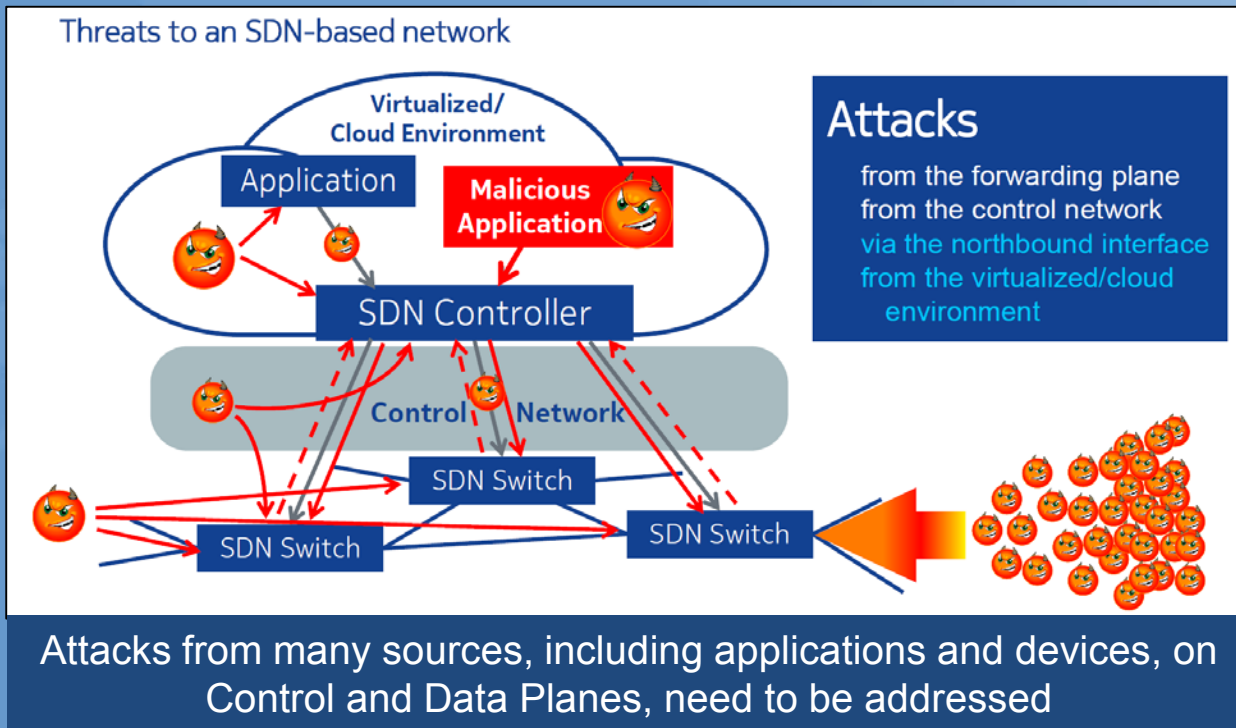 Threats to an SDN-based network
Virtualized/
Cloud Environment
Application
Malicious
Application
SDN Controller
Control Network
SDN Switch
SDN Switch
SDN Switch
Attacks
from the forwarding plane
from the control network
via the northbound interface
from the virtualized/cloud
environment
Attacks from many sources, including applications and devices, on
Control and Data Planes, need to be addressed